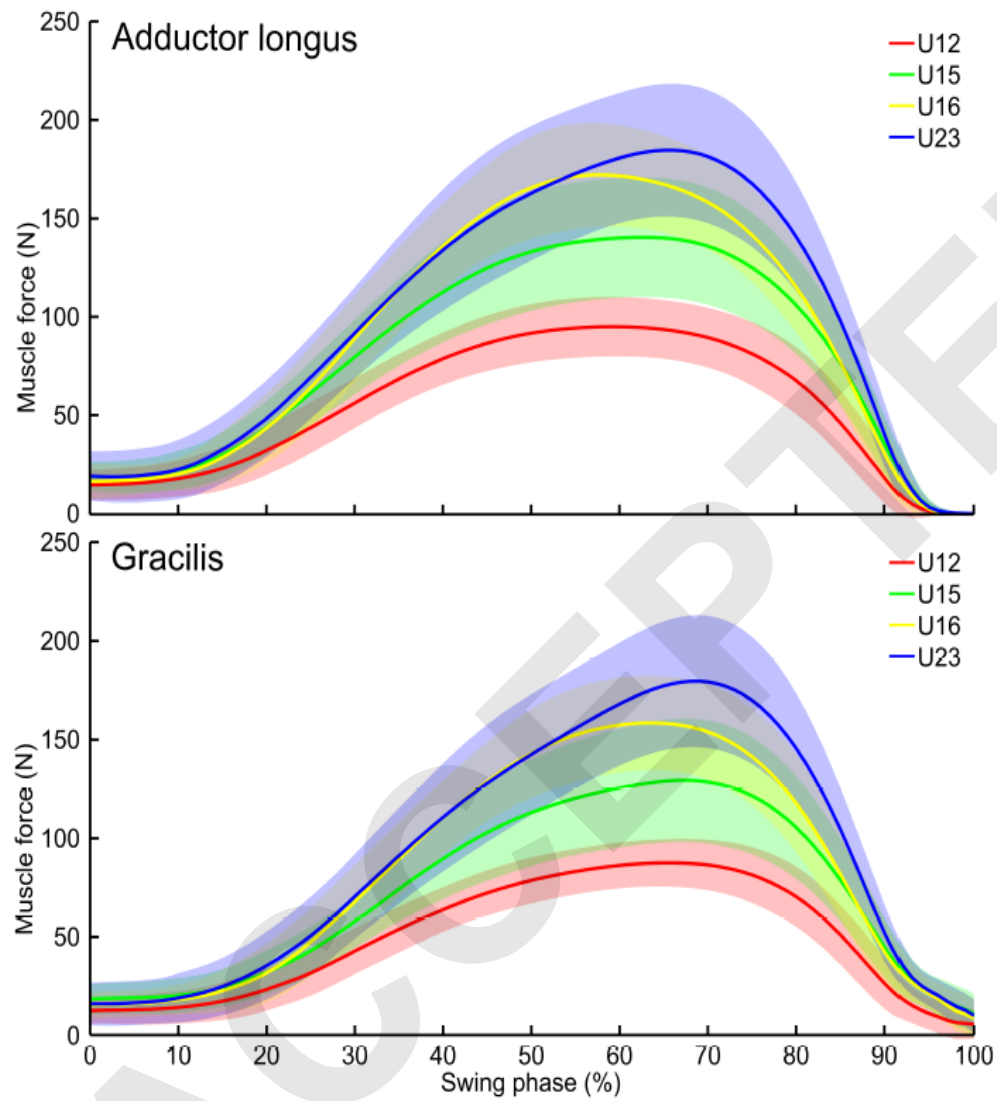 Adductor longus
U12
U15
U16
U23
Muscle force (N)
250
200
150
100
50
0
Gracilis
U12
U15
U16
U23
Muscle force (N)
250
200
150
100
50
0
0 10 20 30 40 50 60 70 80 90 100
Swing phase (%)
ACCEPTE